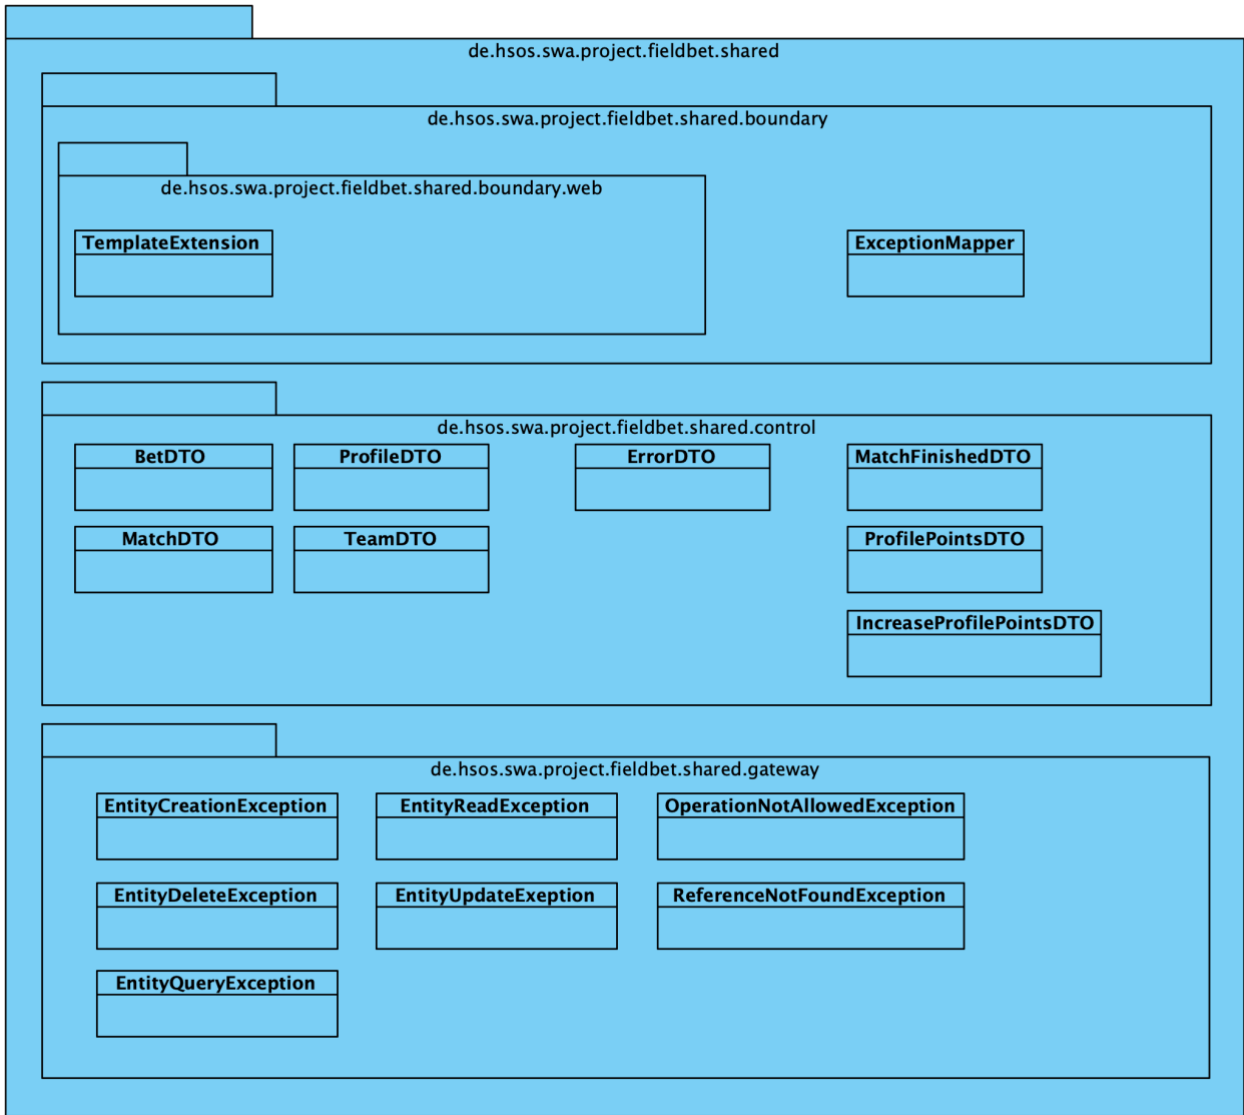 de.hsos.swa.project.fieldbet.shared
de.hsos.swa.project.fieldbet.shared.boundary
de.hsos.swa.project.fieldbet.shared.boundary.web
TemplateExtension
ExceptionMapper
de.hsos.swa.project.fieldbet.shared.control
BetDTO
ProfileDTO
ErrorDTO
MatchFinishedDTO
MatchDTO
TeamDTO
ProfilePointsDTO
IncreaseProfilePointsDTO
de.hsos.swa.project.fieldbet.shared.gateway
EntityCreationException
EntityReadException
OperationNotAllowedException
EntityDeleteException
EntityUpdateExeption
ReferenceNotFoundException
EntityQueryException